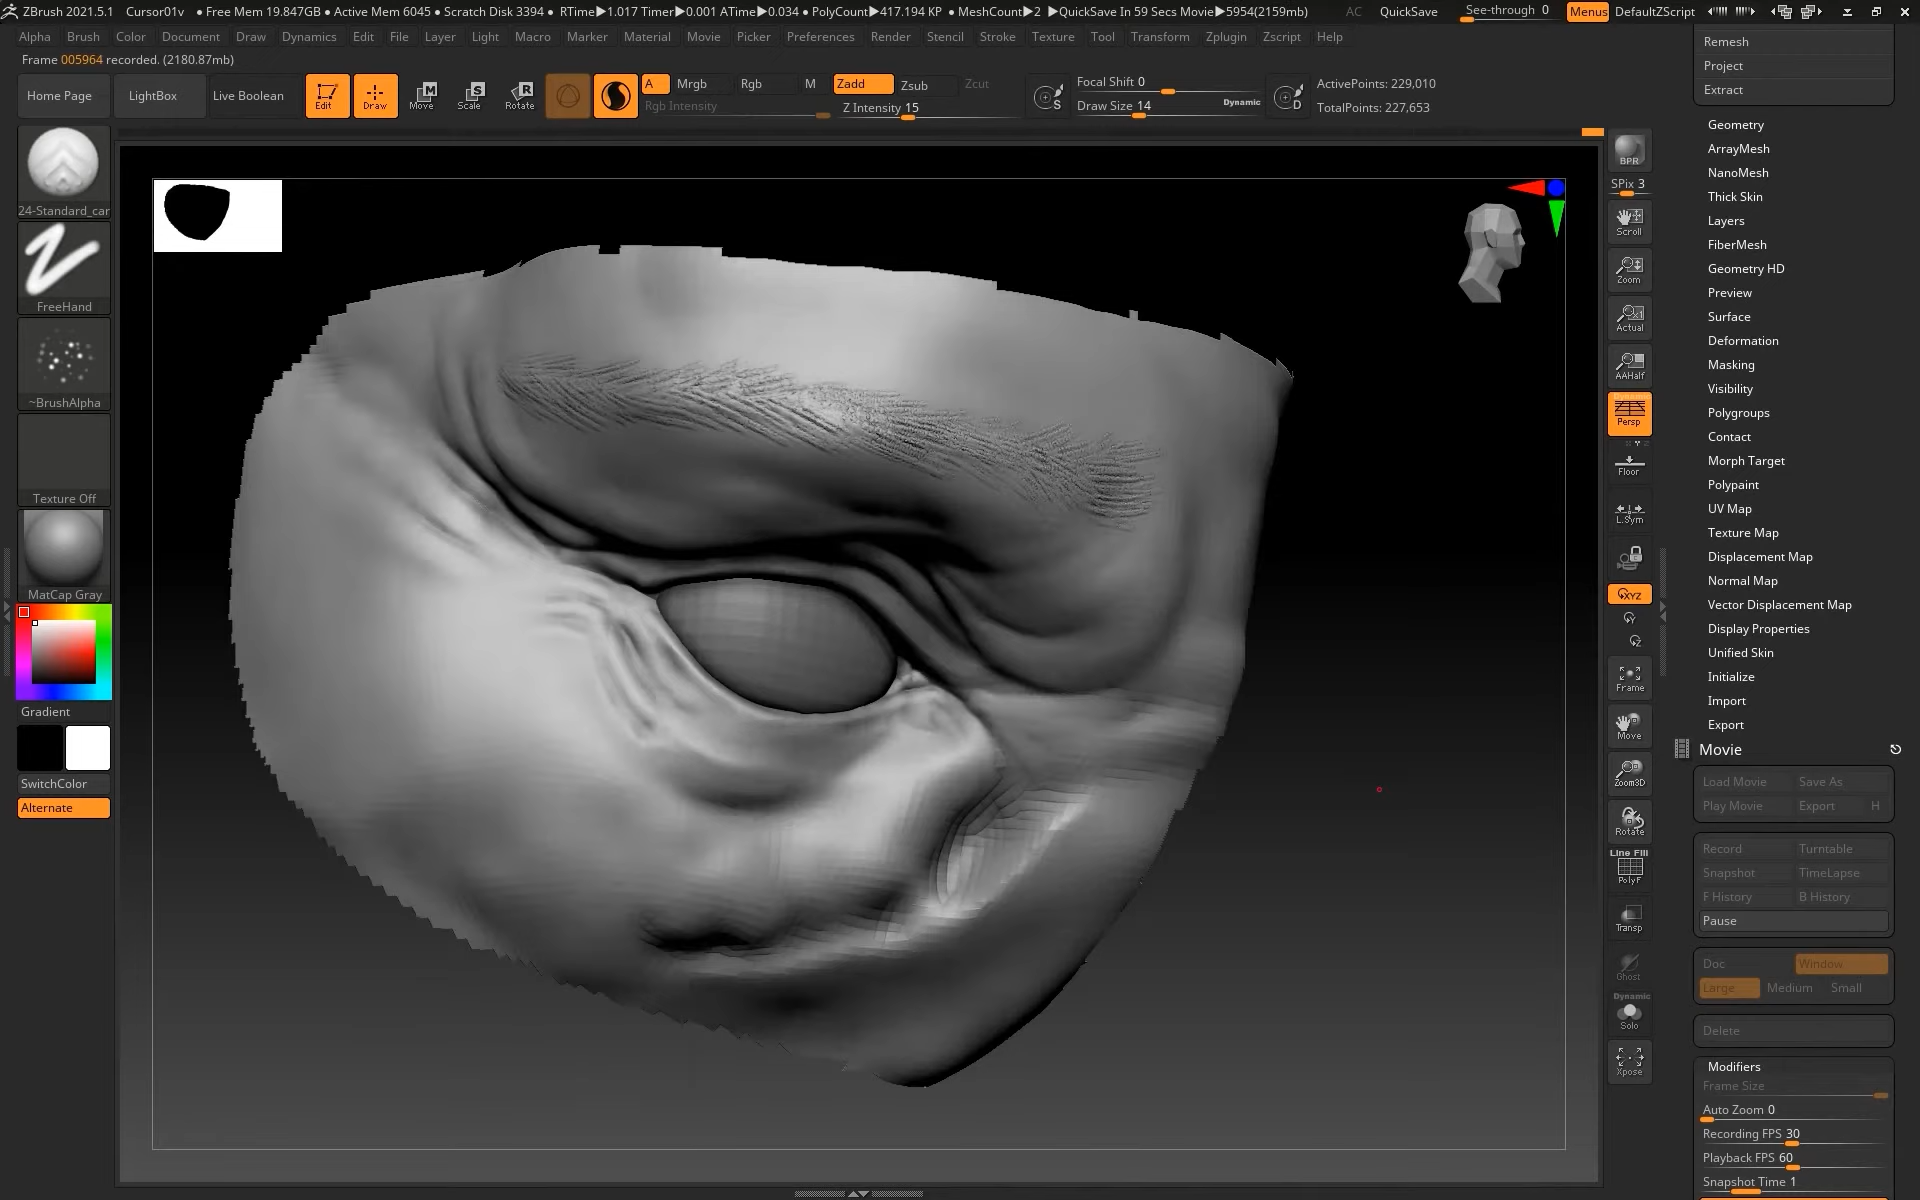 ZBrush 2021.5.1 Cursor01v • Free Mem 19.847GB • Active Mem 6045 • Scratch Disk 3394 • RTime▶1.017 Timer▶0.001 ATime▶0.034 • PolyCount▶417.194 KP • MeshCount▶2 ▶QuickSave In 59 Secs Movie▶5954(2159mb) AC QuickSave See-through 0 Menus DefaultZScript
Alpha Brush Color Document Draw Dynamics Edit File Layer Light Macro Marker Material Movie Picker Preferences Render Stencil Stroke Texture Tool Transform Zplugin Zscript Help
Frame 005964 recorded. (2180.87mb)
Home Page LightBox Live Boolean Edit Draw Move Scale Rotate
M S R
A Mrgb Rgb M Zadd Zsub Zcut
Rgb Intensity Z Intensity 15
S Focal Shift 0
Draw Size 14 Dynamic
D ActivePoints: 229,010
TotalPoints: 227,653
24-Standard_car
FreeHand
~BrushAlpha
Texture Off
MatCap Gray
Gradient
SwitchColor
Alternate
BPR
SPix 3
Scroll
Zoom
Actual
AAHalf
Dynamic
Persp
Floor
L.Sym
XYZ
Frame
Move
Zoom3D
Rotate
Line Fill
PolyF
Transp
Ghost
Dynamic
Solo
Xpose
Remesh
Project
Extract
Geometry
ArrayMesh
NanoMesh
Thick Skin
Layers
FiberMesh
Geometry HD
Preview
Surface
Deformation
Masking
Visibility
Polygroups
Contact
Morph Target
Polypaint
UV Map
Texture Map
Displacement Map
Normal Map
Vector Displacement Map
Display Properties
Unified Skin
Initialize
Import
Export
Movie
Load Movie Save As
Play Movie Export H
Record Turntable
Snapshot TimeLapse
F History B History
Pause
Doc Window
Large Medium Small
Delete
Modifiers
Frame Size
Auto Zoom 0
Recording FPS 30
Playback FPS 60
Snapshot Time 1